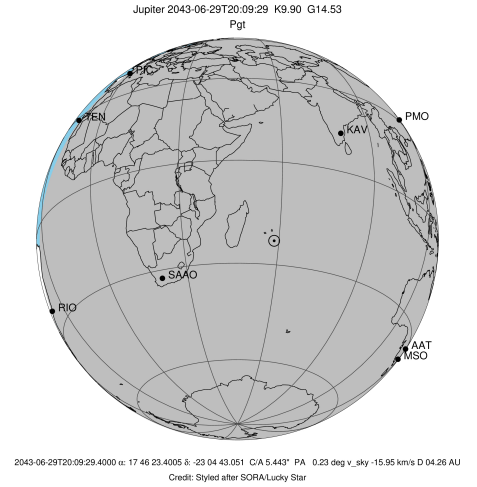 Jupiter 2043-06-29T20:09:29 K9.90 G14.53
Pgt
PIC
TEN
PMO
KAV
SAAO
RIO
AAT
MSO
2043-06-29T20:09:29.4000 α: 17 46 23.4005 δ: -23 04 43.051 C/A 5.443" PA 0.23 deg v_sky -15.95 km/s D 04.26 AU
Credit: Styled after SORA/Lucky Star